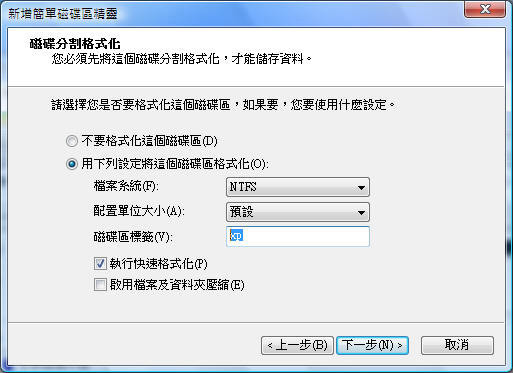 新增簡單磁碟區精靈
磁碟分割格式化
您必須先將這個磁碟分割格式化，才能儲存資料。
請選擇您是否要格式化這個磁碟區，如果要，您要使用什麼設定。
不要格式化這個磁碟區(D)
用下列設定將這個磁碟區格式化(O):
檔案系統(F): NTFS
配置單位大小(A): 預設
磁碟區標籤(V): xp
執行快速格式化(P)
啟用檔案及資料夾壓縮(E)
<上一步(B) 下一步(N)> 取消